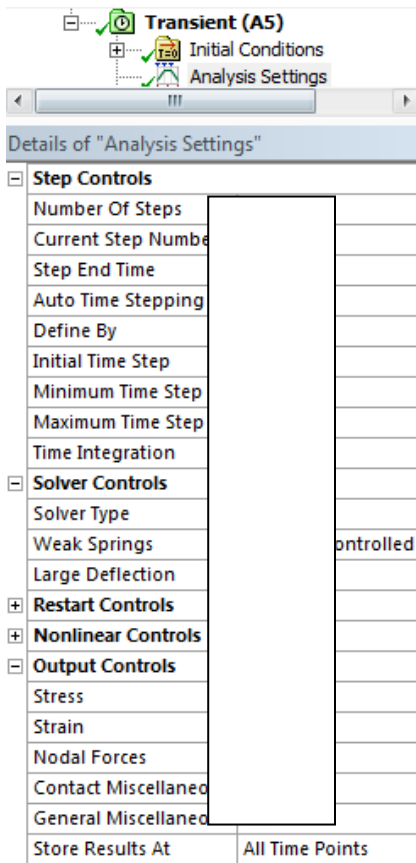 Transient (A5)
T=0 Initial Conditions
Analysis Settings
Details of "Analysis Settings"
Step Controls
Number Of Steps
Current Step Numbe
Step End Time
Auto Time Stepping
Define By
Initial Time Step
Minimum Time Step
Maximum Time Step
Time Integration
Solver Controls
Solver Type
Weak Springs ontrolled
Large Deflection
Restart Controls
Nonlinear Controls
Output Controls
Stress
Strain
Nodal Forces
Contact Miscellaneo
General Miscellaneo
Store Results At All Time Points